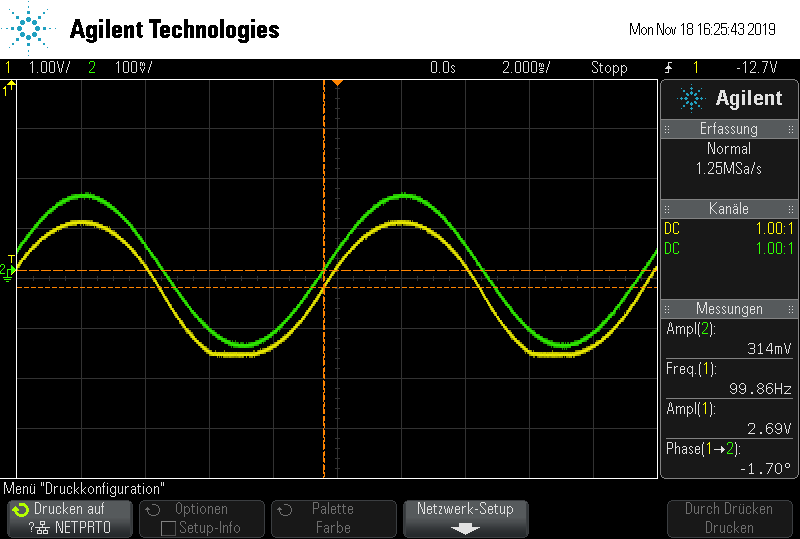 Agilent Technologies
Mon Nov 18 16:25:43 2019
1 1.00V/ 2 100mV/ 0.0s 2.000ms/ Stopp 1 -12.7V
1
Agilent
Erfassung
Normal
1.25MSa/s
Kanäle
DC 1.00:1
DC 1.00:1
T
2
Messungen
Ampl(2):
314mV
Freq.(1):
99.86Hz
Ampl(1):
2.69V
Phase(1→2):
-1.70°
Menü "Druckkonfiguration"
Drucken auf
? NETPRT0
Optionen
Setup-Info
Palette
Farbe
Netzwerk-Setup
Durch Drücken
Drucken